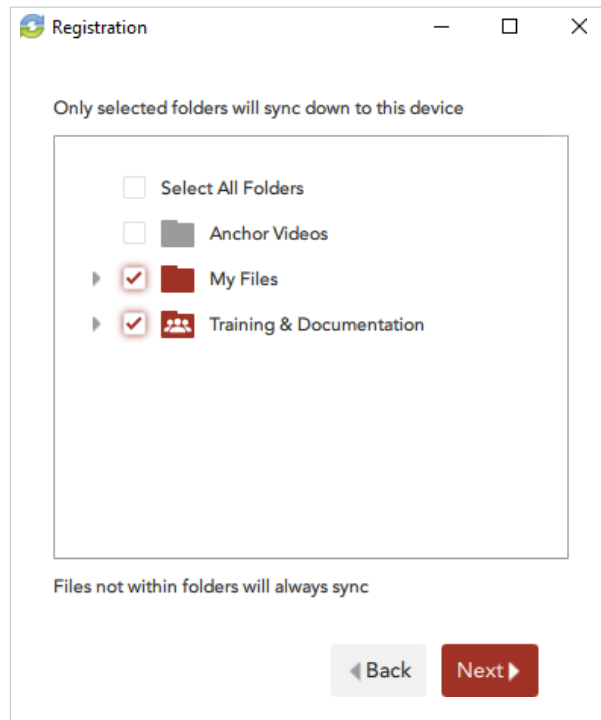 Registration
Only selected folders will sync down to this device
Select All Folders
Anchor Videos
My Files
Training & Documentation
Files not within folders will always sync
Back
Next